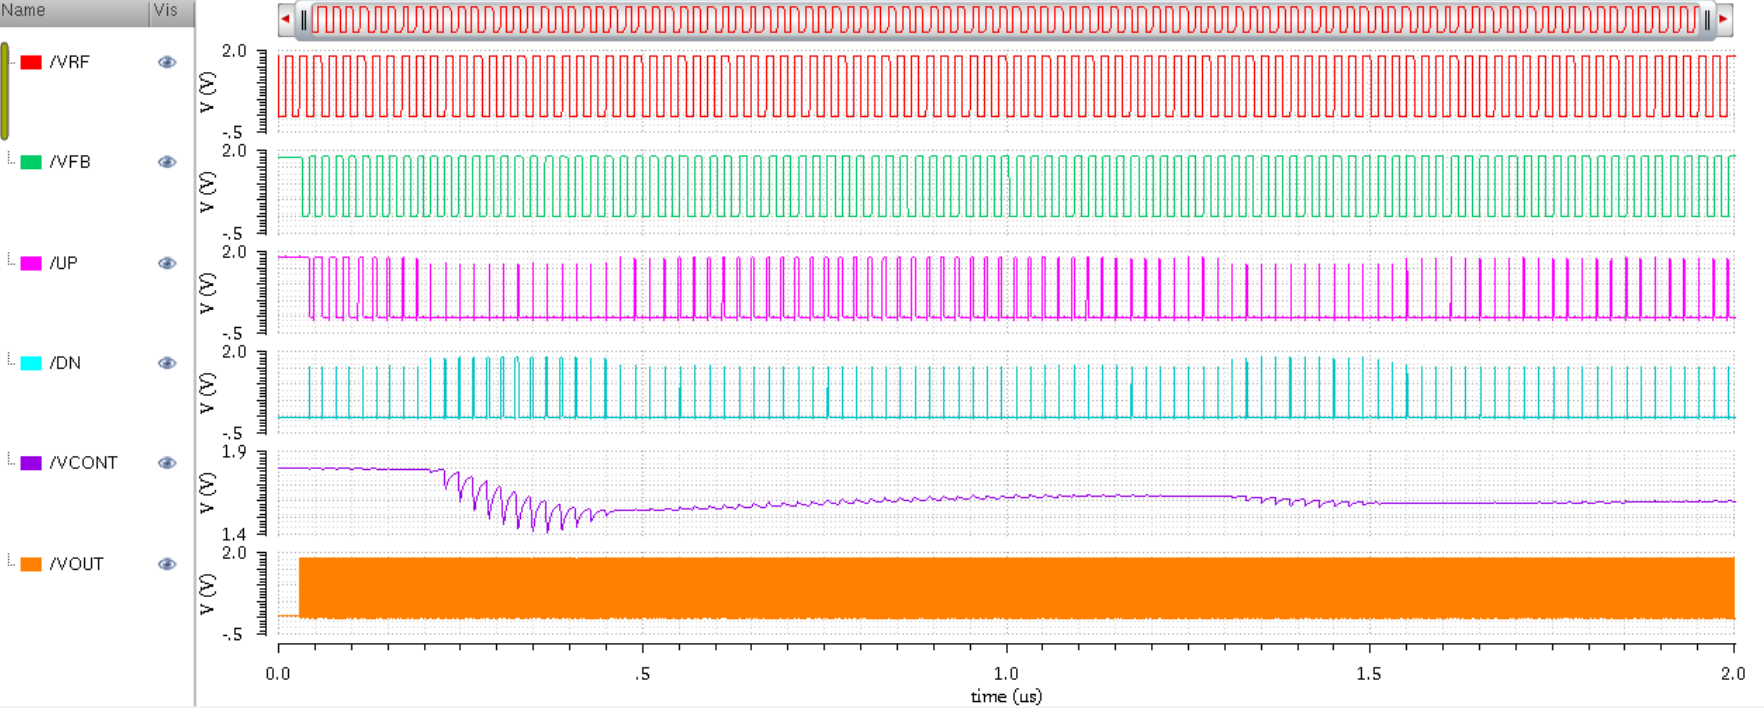 Name Vis
/VRF
/VFB
/UP
/DN
/VCONT
/VOUT
2.0
V (V)
-.5
2.0
V (V)
-.5
2.0
V (V)
-.5
2.0
V (V)
-.5
1.9
V (V)
1.4
2.0
V (V)
-.5
0.0 .5 1.0 1.5 2.0
time (us)